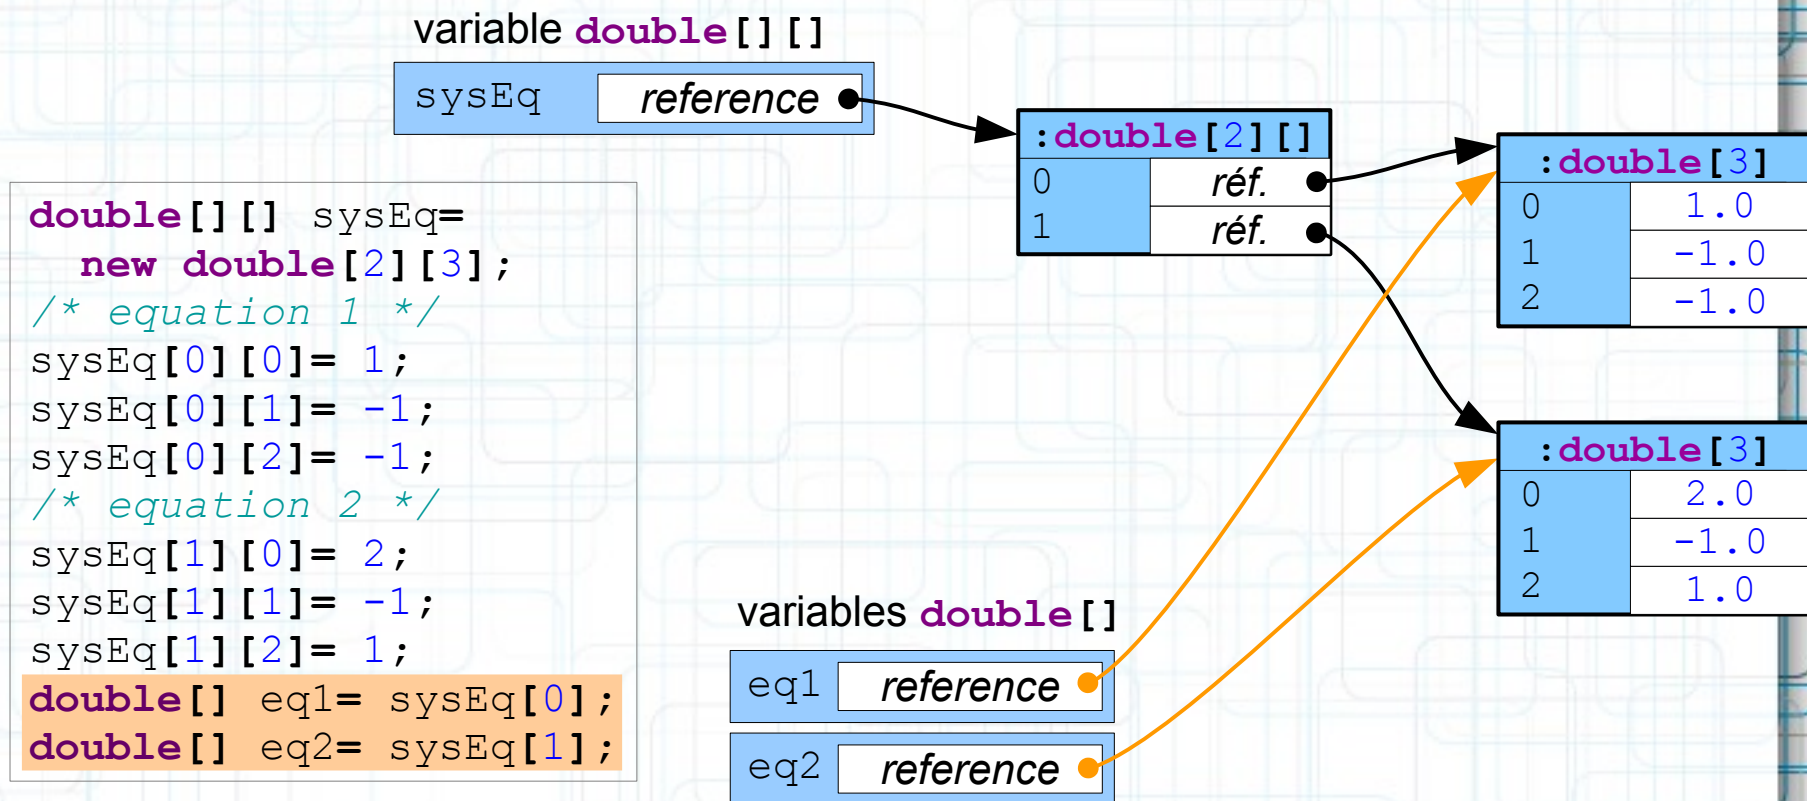 variable double[][]
sysEq reference
:double[2][]
0 réf.
1 réf.
:double[3]
0 1.0
1 -1.0
2 -1.0
double[][] sysEq=
new double[2][3];
/* equation 1 */
sysEq[0][0]= 1;
sysEq[0][1]= -1;
sysEq[0][2]= -1;
/* equation 2 */
sysEq[1][0]= 2;
sysEq[1][1]= -1;
sysEq[1][2]= 1;
double[] eq1= sysEq[0];
double[] eq2= sysEq[1];
:double[3]
0 2.0
1 -1.0
2 1.0
variables double[]
eq1 reference
eq2 reference